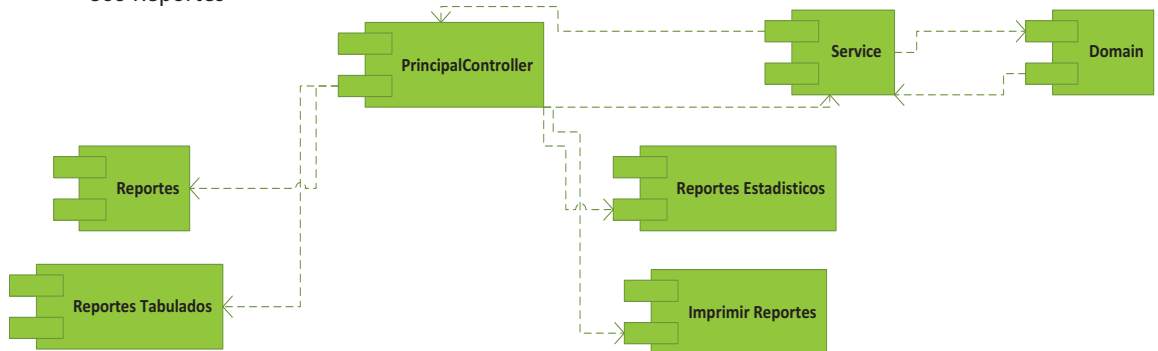 PrincipalController
Service
Domain
Reportes
Reportes Estadisticos
Reportes Tabulados
Imprimir Reportes